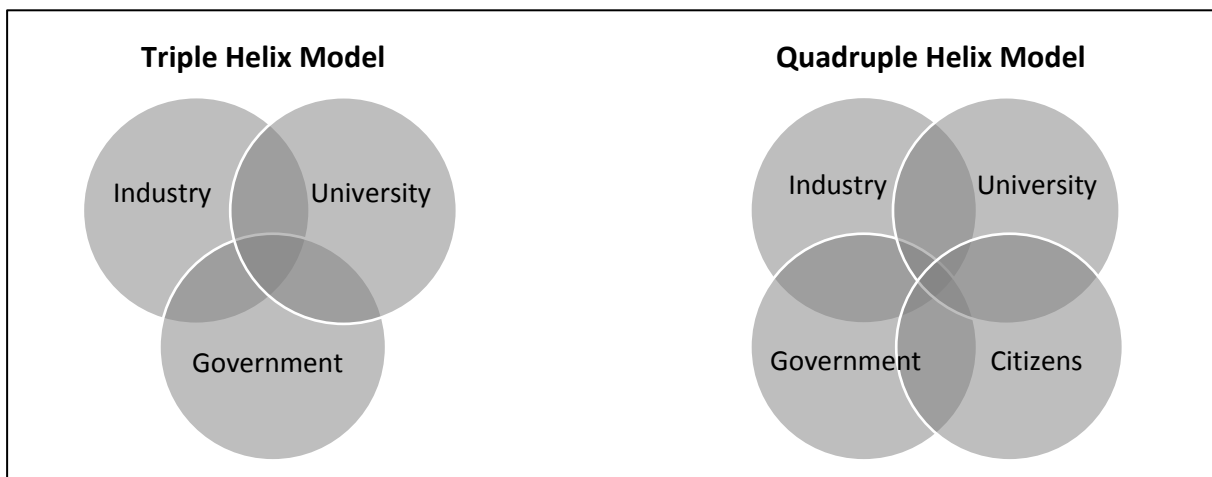 Triple Helix Model
Industry
University
Government
Quadruple Helix Model
Industry
University
Government
Citizens